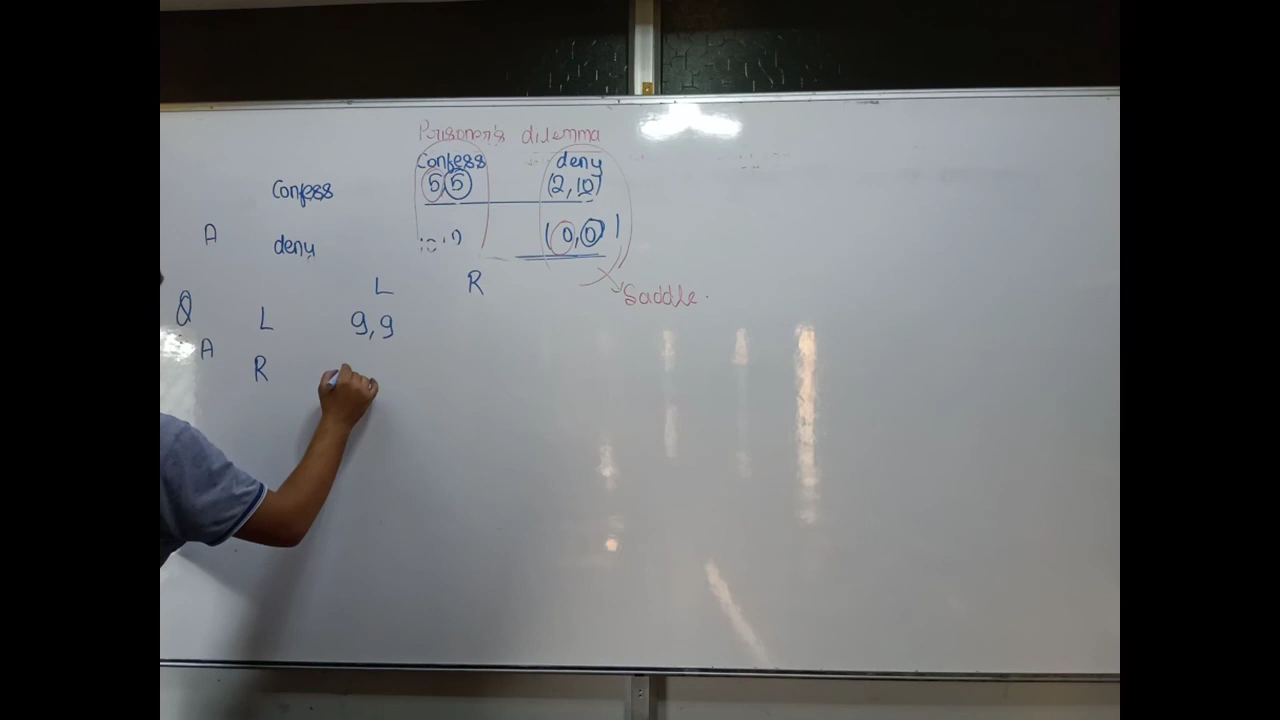 Prisoner's dilemma
Confess deny
Confess 5 5 (2,10)
A deny (0,0)
L R
Q L 9,9
A R
Saddle.